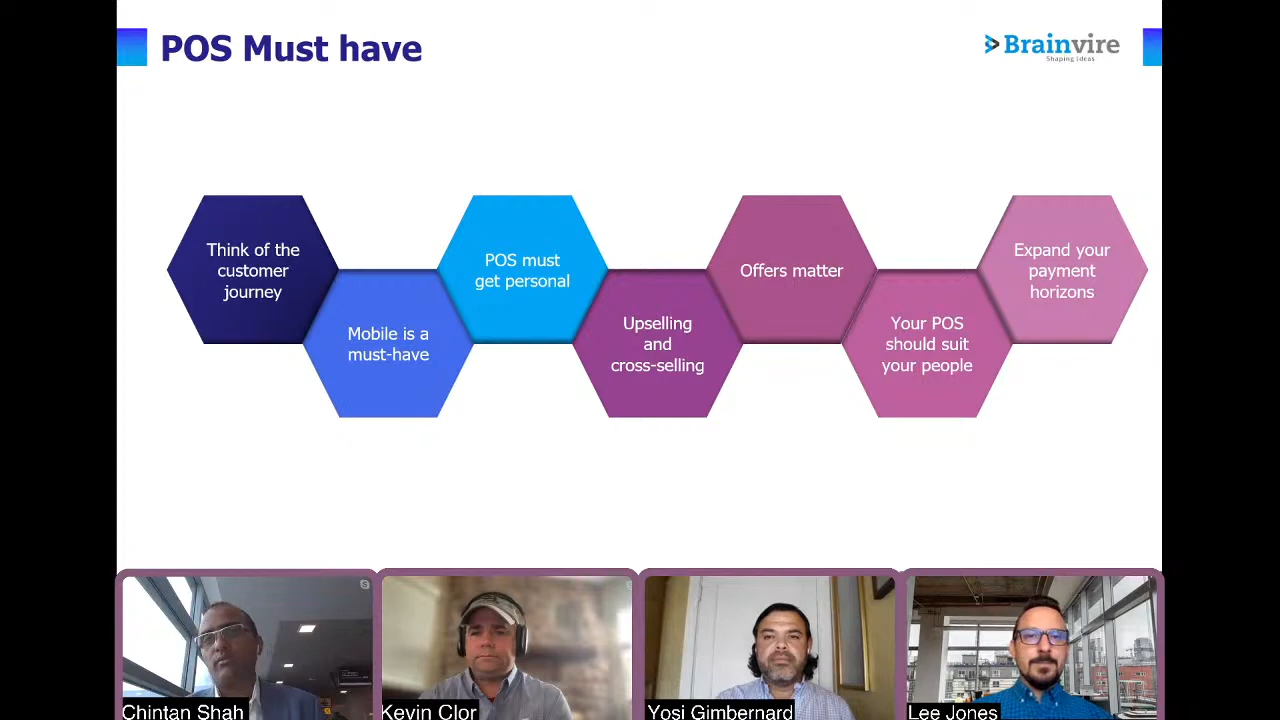 POS Must have
Brainvire
Shaping Ideas
Think of the
customer
journey
Mobile is a
must-have
POS must
get personal
Upselling
and
cross-selling
Offers matter
Your POS
should suit
your people
Expand your
payment
horizons
Chintan Shah
Kevin Clor
Yosi Gimbernard
Lee Jones